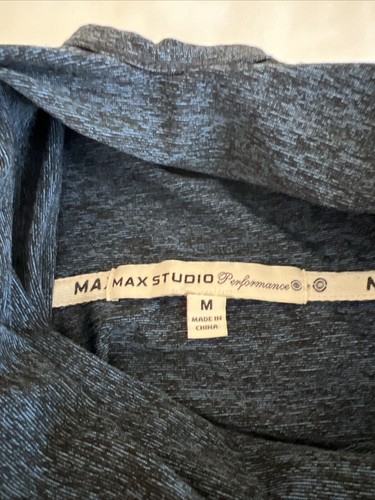 MA MAX STUDIO Performance
M
MADE IN
CHINA